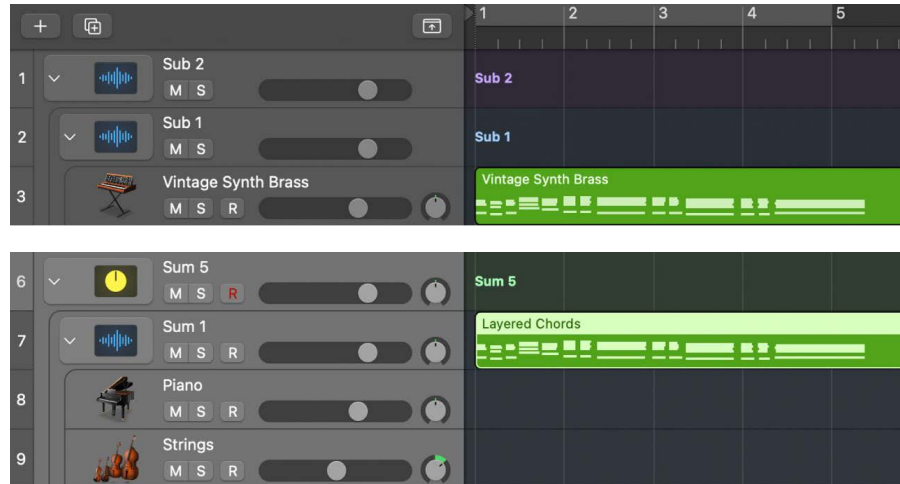 1 2 3 4 5
1 Sub 2 Sub 2
M S
2 Sub 1 Sub 1
M S
3 Vintage Synth Brass Vintage Synth Brass
M S R
6 Sum 5 Sum 5
M S R
7 Sum 1 Layered Chords
M S R
8 Piano
M S R
9 Strings
M S R